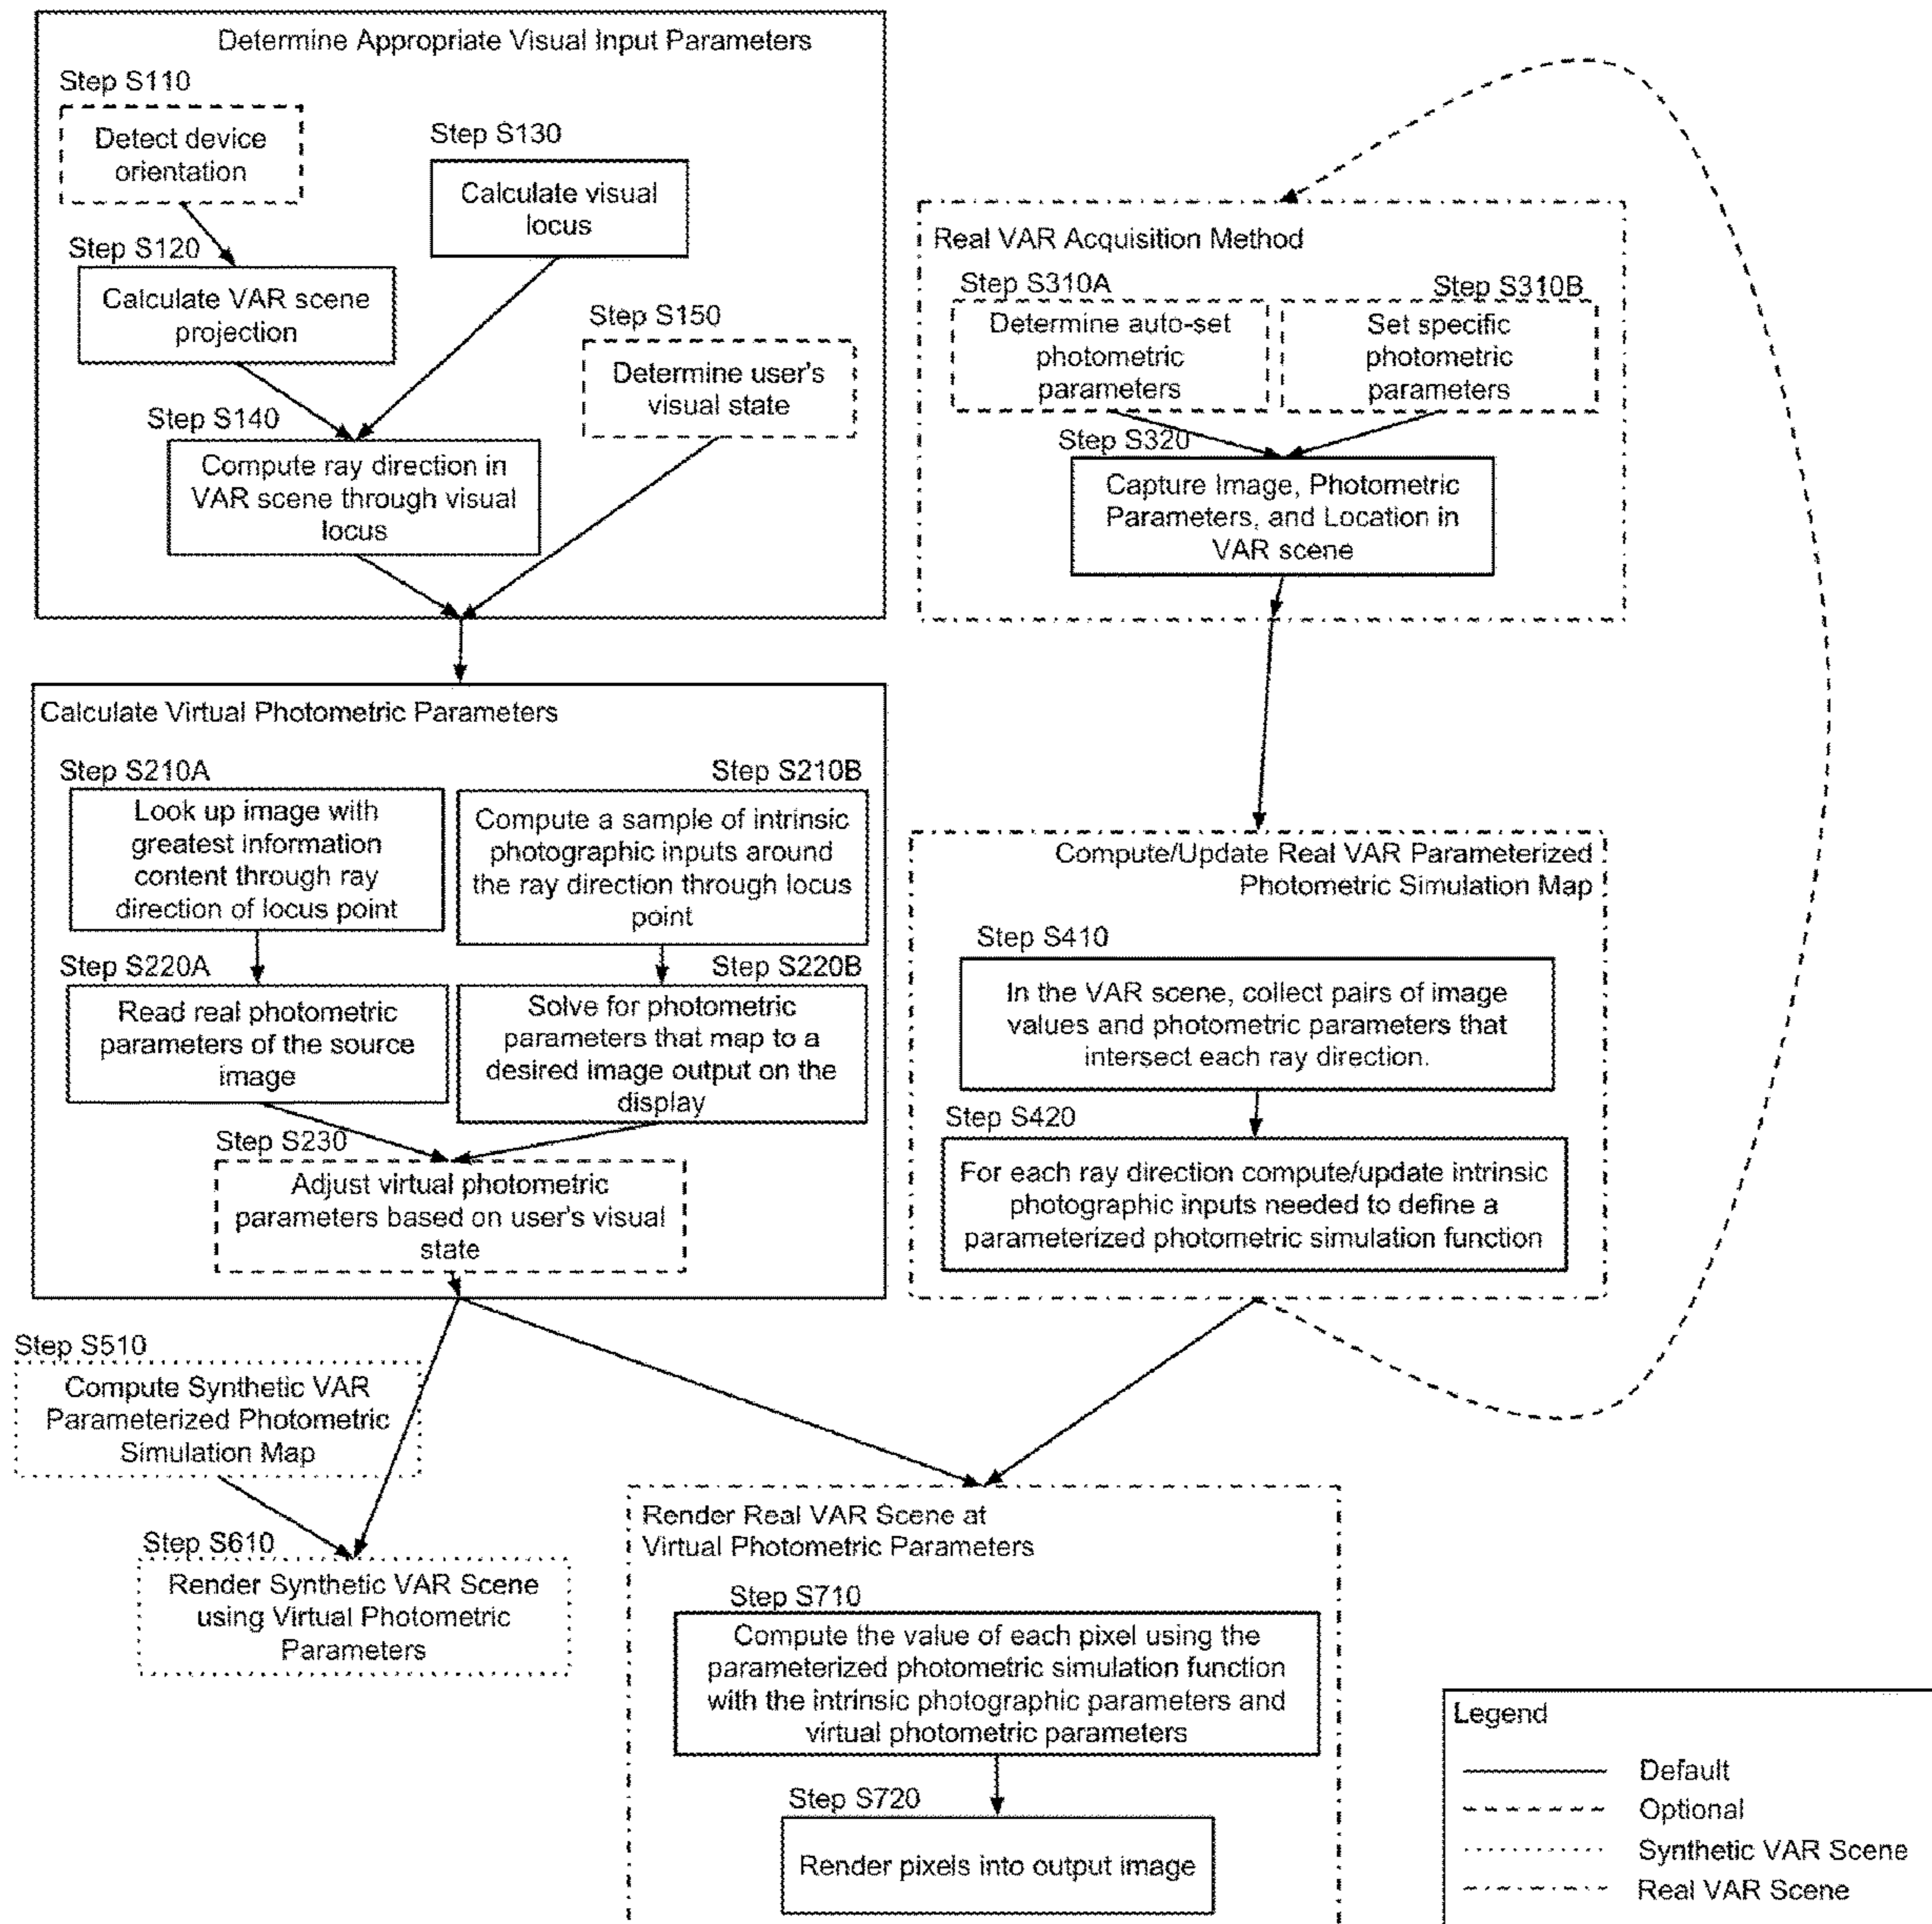 Determine Appropriate Visual Input Parameters
Step S110
Detect device
orientation
Step S130
Calculate visual
locus
Step S120
Calculate VAR scene
projection
Step S150
Determine user's
visual state
Step S140
Compute ray direction in
VAR scene through visual
locus
Real VAR Acquisition Method
Step S310A
Determine auto-set
photometric
parameters
Step S310B
Set specific
photometric
parameters
Step S320
Capture Image, Photometric
Parameters, and Location in
VAR scene
Calculate Virtual Photometric Parameters
Step S210A
Look up image with
greatest information
content through ray
direction of locus point
Step S210B
Compute a sample of intrinsic
photographic inputs around
the ray direction through locus
point
Step S220A
Read real photometric
parameters of the source
image
Step S220B
Solve for photometric
parameters that map to a
desired image output on the
display
Step S230
Adjust virtual photometric
parameters based on user's visual
state
Compute/Update Real VAR Parameterized
Photometric Simulation Map
Step S410
In the VAR scene, collect pairs of image
values and photometric parameters that
intersect each ray direction.
Step S420
For each ray direction compute/update intrinsic
photographic inputs needed to define a
parameterized photometric simulation function
Step S510
Compute Synthetic VAR
Parameterized Photometric
Simulation Map
Step S610
Render Synthetic VAR Scene
using Virtual Photometric
Parameters
Render Real VAR Scene at
Virtual Photometric Parameters
Step S710
Compute the value of each pixel using the
parameterized photometric simulation function
with the intrinsic photographic parameters and
virtual photometric parameters
Step S720
Render pixels into output image
Legend
Default
Optional
Synthetic VAR Scene
Real VAR Scene